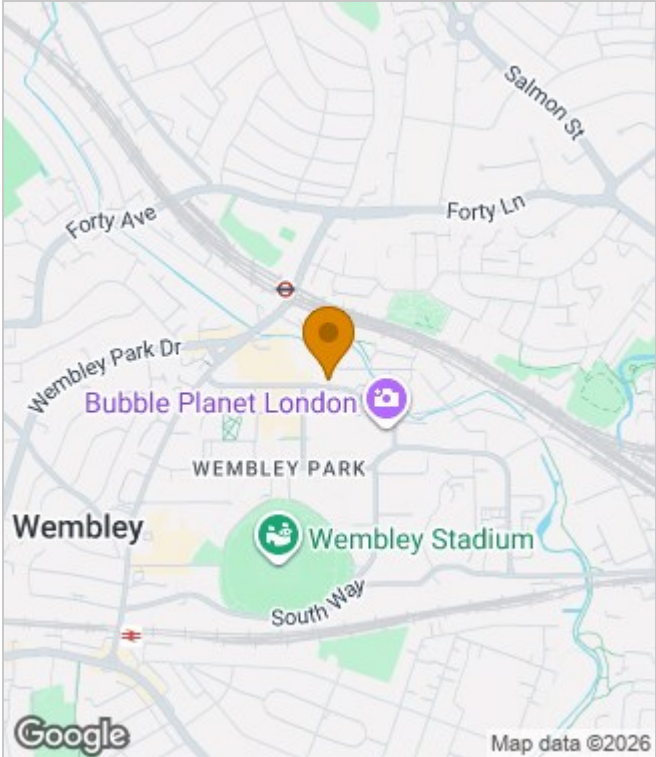 Salmon St
Forty Ln
Forty Ave
Wembley Park Dr
Bubble Planet London
WEMBLEY PARK
Wembley
Wembley Stadium
South Way
Google
Map data ©2026